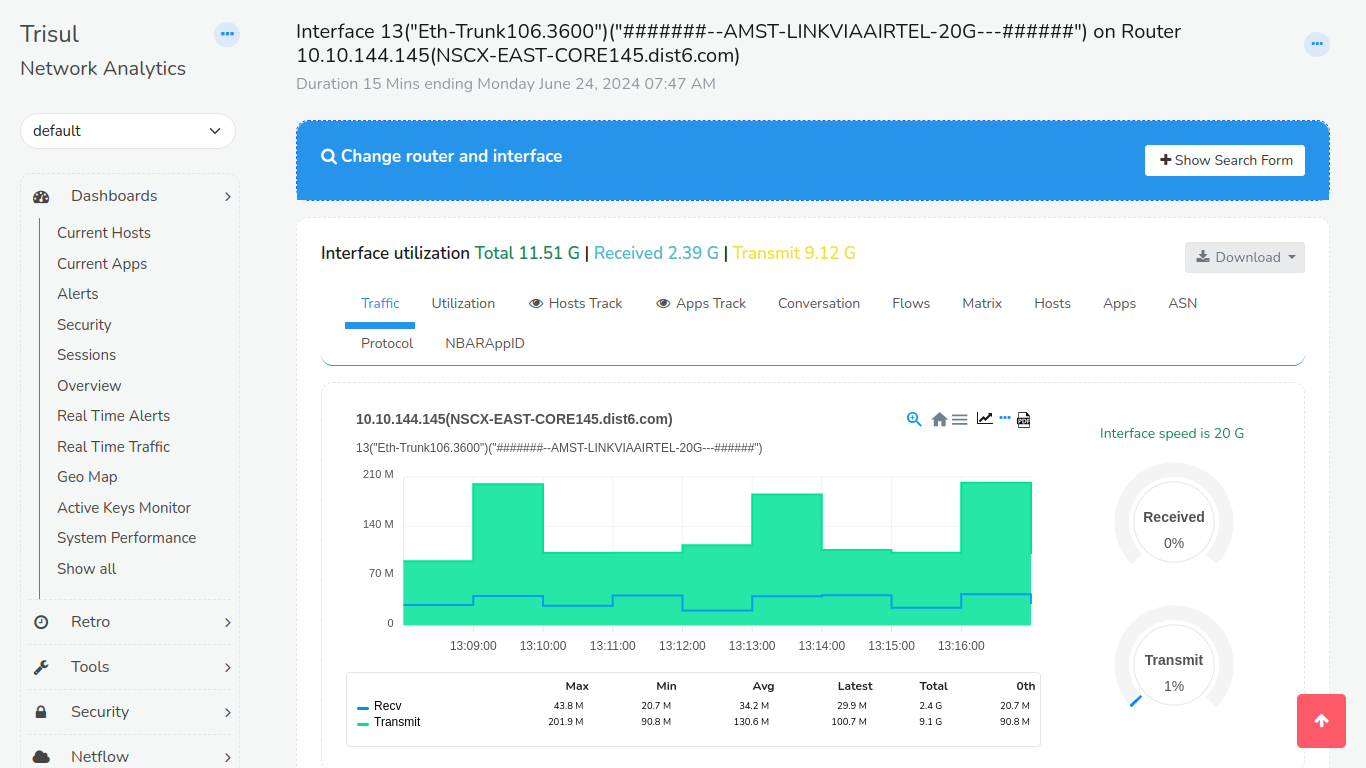 Trisul
Network Analytics
default
Dashboards
Current Hosts
Current Apps
Alerts
Security
Sessions
Overview
Real Time Alerts
Real Time Traffic
Geo Map
Active Keys Monitor
System Performance
Show all
Retro
Tools
Security
Netflow
Interface 13("Eth-Trunk106.3600")("#######--AMST-LINKVIAAIRTEL-20G---######") on Router
10.10.144.145(NSCX-EAST-CORE145.dist6.com)
Duration 15 Mins ending Monday June 24, 2024 07:47 AM
Change router and interface
Show Search Form
Interface utilization Total 11.51 G | Received 2.39 G | Transmit 9.12 G
Download
Traffic Utilization Hosts Track Apps Track Conversation Flows Matrix Hosts Apps ASN
Protocol NBARAppID
10.10.144.145(NSCX-EAST-CORE145.dist6.com)
PDF
13("Eth-Trunk106.3600")("#######--AMST-LINKVIAAIRTEL-20G---######")
210 M
140 M
70 M
0
13:09:00 13:10:00 13:11:00 13:12:00 13:13:00 13:14:00 13:15:00 13:16:00
Max Min Avg Latest Total 0th
Recv 43.8 M 20.7 M 34.2 M 29.9 M 2.4 G 20.7 M
Transmit 201.9 M 90.8 M 130.6 M 100.7 M 9.1 G 90.8 M
Interface speed is 20 G
Received
0%
Transmit
1%